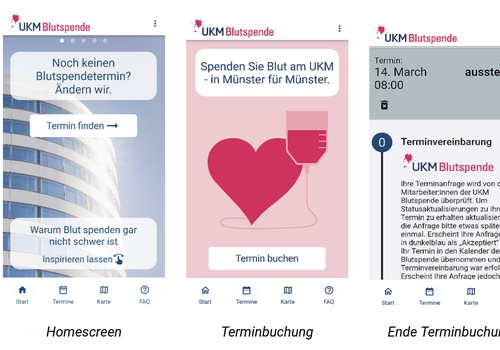 UKM Blutspende
Noch keinen
Blutspendetermin?
Ändern wir.
Termin finden
Warum Blut spenden gar
nicht schwer ist
Inspirieren lassen
Start Termine Karte FAQ
Homescreen
UKM Blutspende
Spenden Sie Blut am UKM
- in Münster für Münster.
Termin buchen
Start Termine Karte FAQ
Terminbuchung
UKM Blutspende
Termin:
14. March
08:00
ausste
0 Terminvereinbarung
UKM Blutspende
Ihre Terminanfrage wird von d
Mitarbeiter:innen der UKM
Blutspende überprüft. Um
Statusaktualisierungen zu Ihre
Termin zu erhalten aktualisier
die Anfrage bitte etwas späte
einmal. Erscheint Ihre Anfrage
in dunkelblau als „Akzeptiert"
Ihr Termin in den Kalender de
Blutspende übernommen und
Terminvereinbarung war erfol
Erscheint Ihre Anfrage jedoch
Start Termine Karte
Ende Terminbuchun